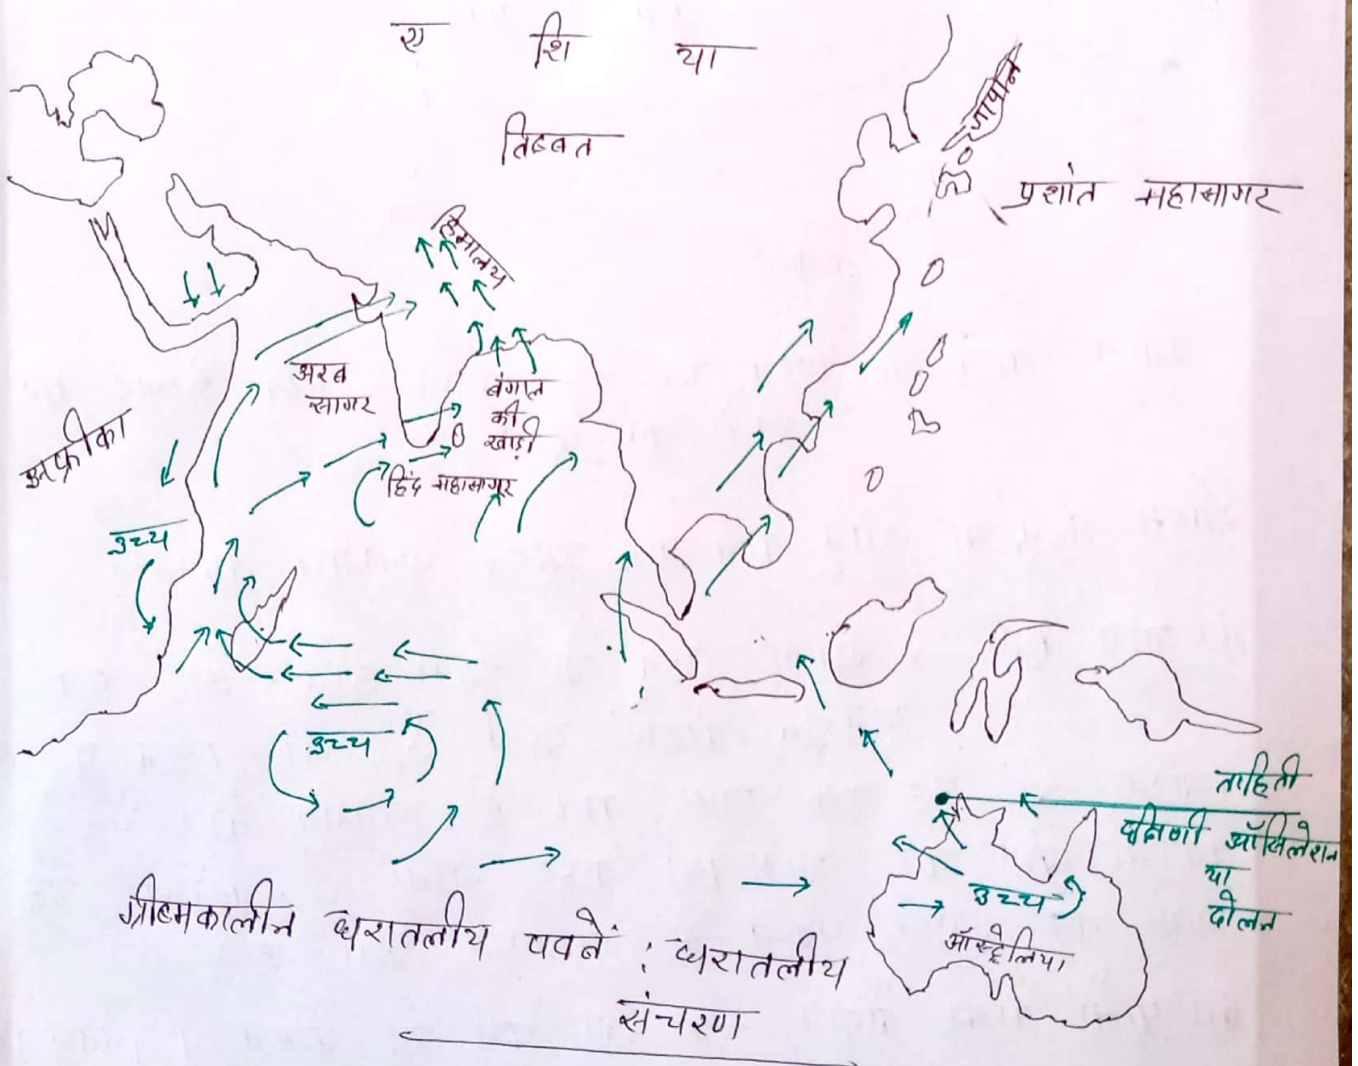 ए शि या
जापान
तिब्बत
प्रशांत महासागर
हिमालय
अरब
सागर
बंगाल
की
खाड़ी
अफ्रीका
हिंद महासागर
उच्च
उच्च
ताहिती
दक्षिणी ऑसिलेशन
या
दोलन
उच्च
ऑस्ट्रेलिया
ग्रीष्मकालीन धरातलीय पवनें : धरातलीय
संचरण